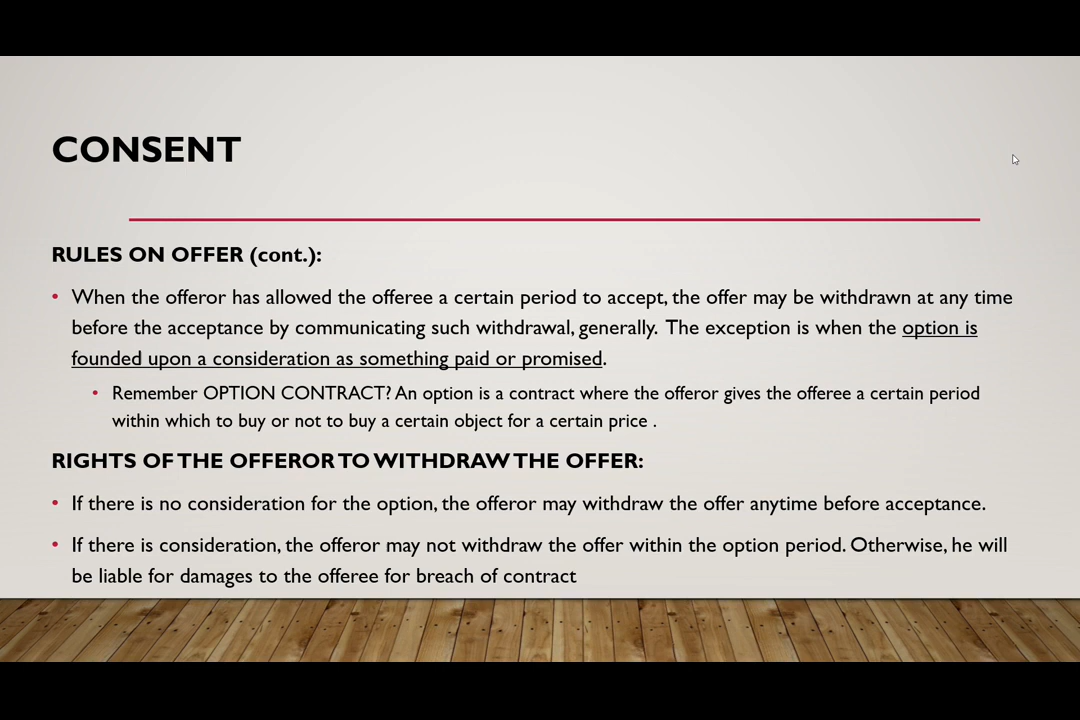 CONSENT
RULES ON OFFER (cont.):
• When the offeror has allowed the offeree a certain period to accept, the offer may be withdrawn at any time
before the acceptance by communicating such withdrawal, generally. The exception is when the option is
founded upon a consideration as something paid or promised.
• Remember OPTION CONTRACT? An option is a contract where the offeror gives the offeree a certain period
within which to buy or not to buy a certain object for a certain price .
RIGHTS OF THE OFFEROR TO WITHDRAW THE OFFER:
• If there is no consideration for the option, the offeror may withdraw the offer anytime before acceptance.
• If there is consideration, the offeror may not withdraw the offer within the option period. Otherwise, he will
be liable for damages to the offeree for breach of contract